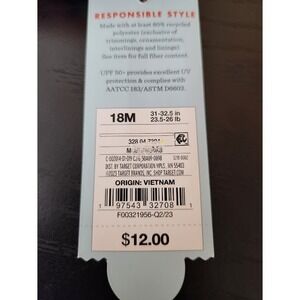 RESPONSIBLE STYLE
Made with at least 80% recycled
polyester (exclusive of
trimmings, ornamentation,
interlinings and linings)
See item for full fiber content.
UPF 50+ provides excellent UV
protection & complies with
AATCC 183/ASTM D6603.
18M
31-32.5 in
23.5-26 lb
DIST. BY TARGET CORPORATION MPLS., MN 55403
©2023 TARGET BRANDS, INC. SHOP TARGET.COM
ORIGIN: VIETNAM
1 97543 32708 1
F00321956-Q2/23
$12.00